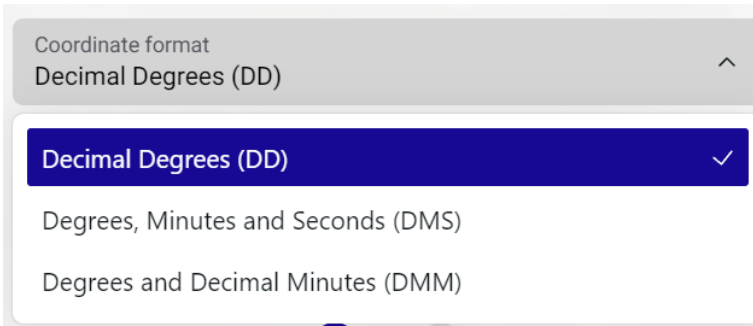 Coordinate format
Decimal Degrees (DD)
Decimal Degrees (DD)
Degrees, Minutes and Seconds (DMS)
Degrees and Decimal Minutes (DMM)